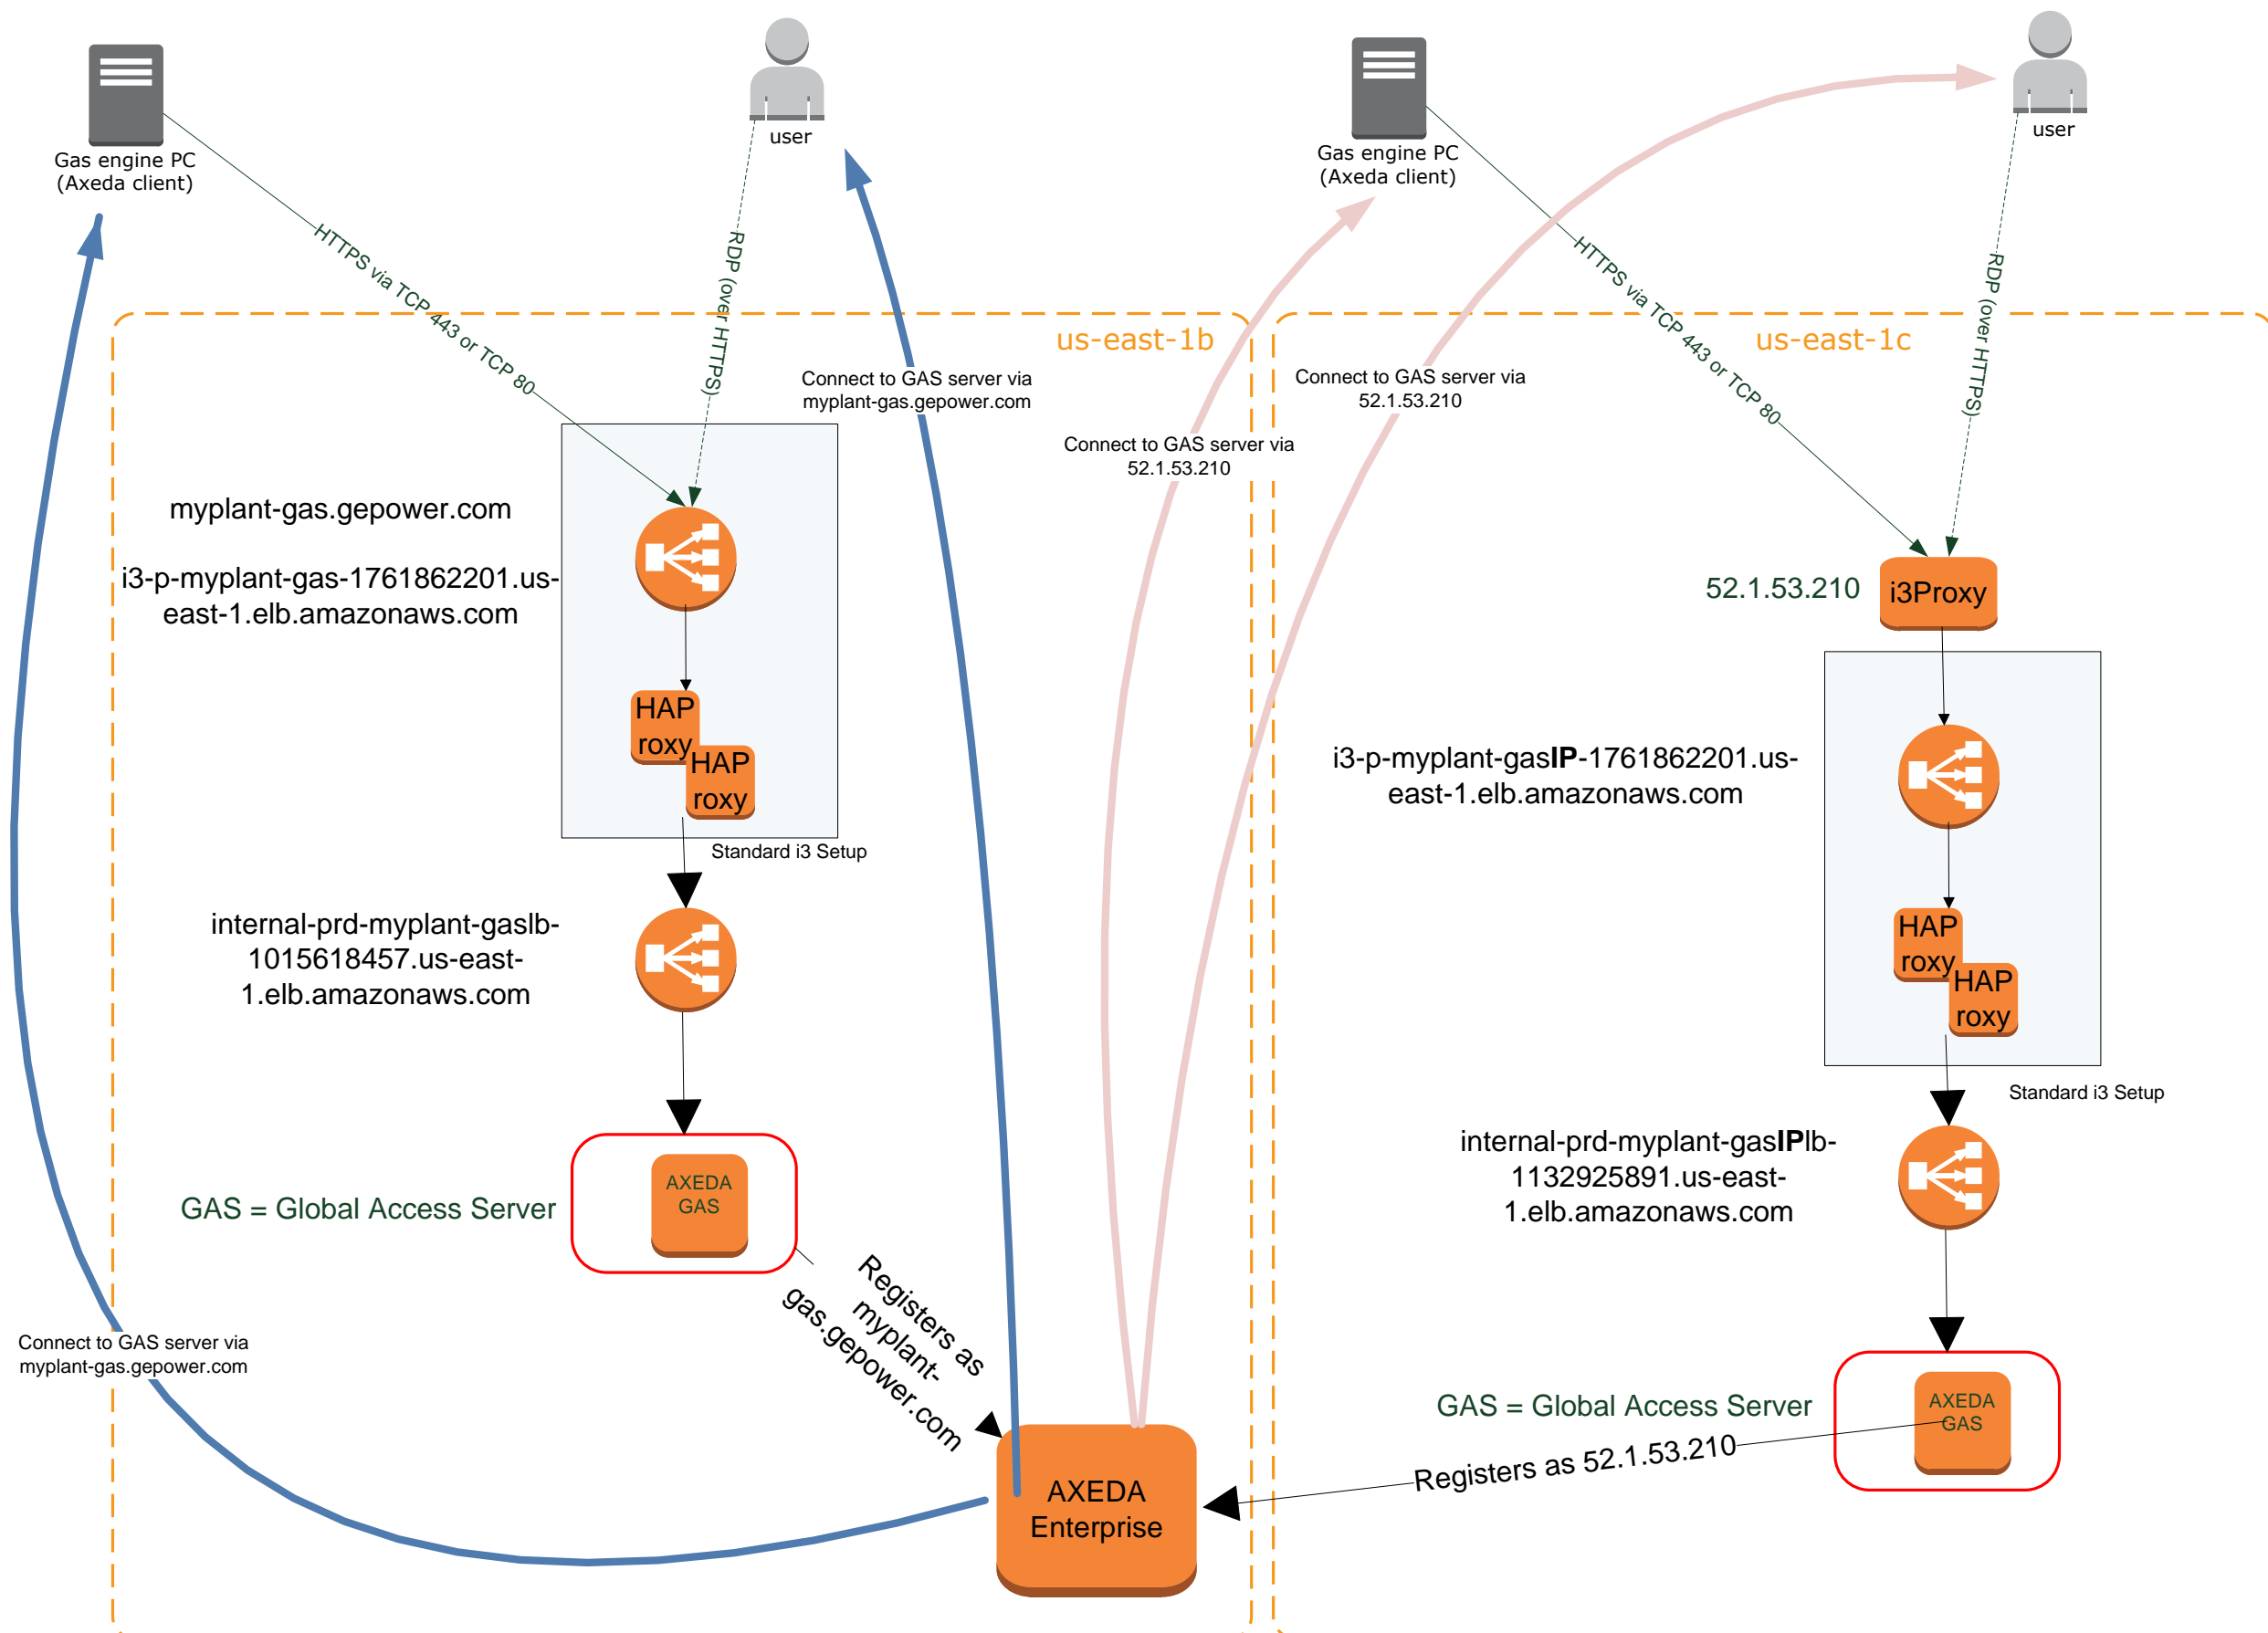 Gas engine PC
(Axeda client)
user
HTTPS via TCP 443 or TCP 80
RDP (over HTTPS)
us-east-1b
Connect to GAS server via
myplant-gas.gepower.com
myplant-gas.gepower.com
i3-p-myplant-gas-1761862201.us-
east-1.elb.amazonaws.com
HAP
roxy
HAP
roxy
Standard i3 Setup
internal-prd-myplant-gaslb-
1015618457.us-east-
1.elb.amazonaws.com
AXEDA
GAS
GAS = Global Access Server
Registers as
myplant-
gas.gepower.com
Connect to GAS server via
myplant-gas.gepower.com
AXEDA
Enterprise
Gas engine PC
(Axeda client)
user
HTTPS via TCP 443 or TCP 80
RDP (over HTTPS)
us-east-1c
Connect to GAS server via
52.1.53.210
Connect to GAS server via
52.1.53.210
52.1.53.210
i3Proxy
i3-p-myplant-gasIP-1761862201.us-
east-1.elb.amazonaws.com
HAP
roxy
HAP
roxy
Standard i3 Setup
internal-prd-myplant-gasIPlb-
1132925891.us-east-
1.elb.amazonaws.com
AXEDA
GAS
GAS = Global Access Server
Registers as 52.1.53.210